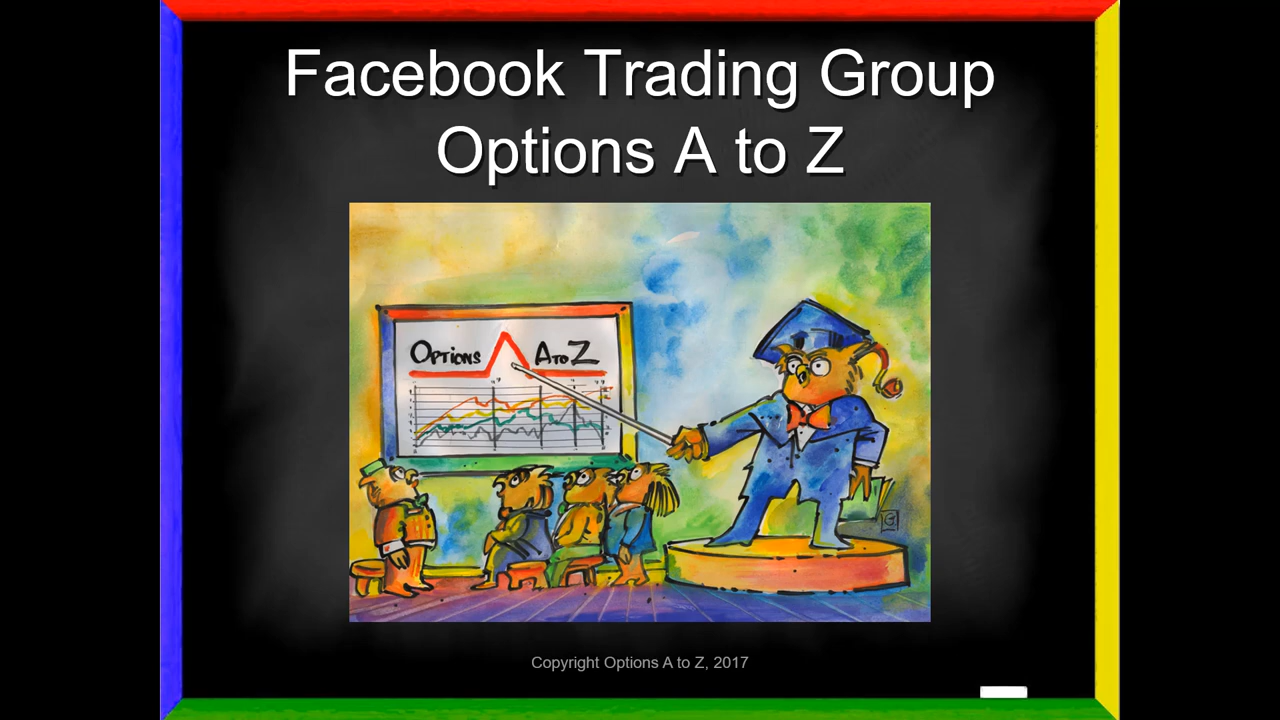 Facebook Trading Group
Options A to Z
OPTIONS A TO Z
Copyright Options A to Z, 2017